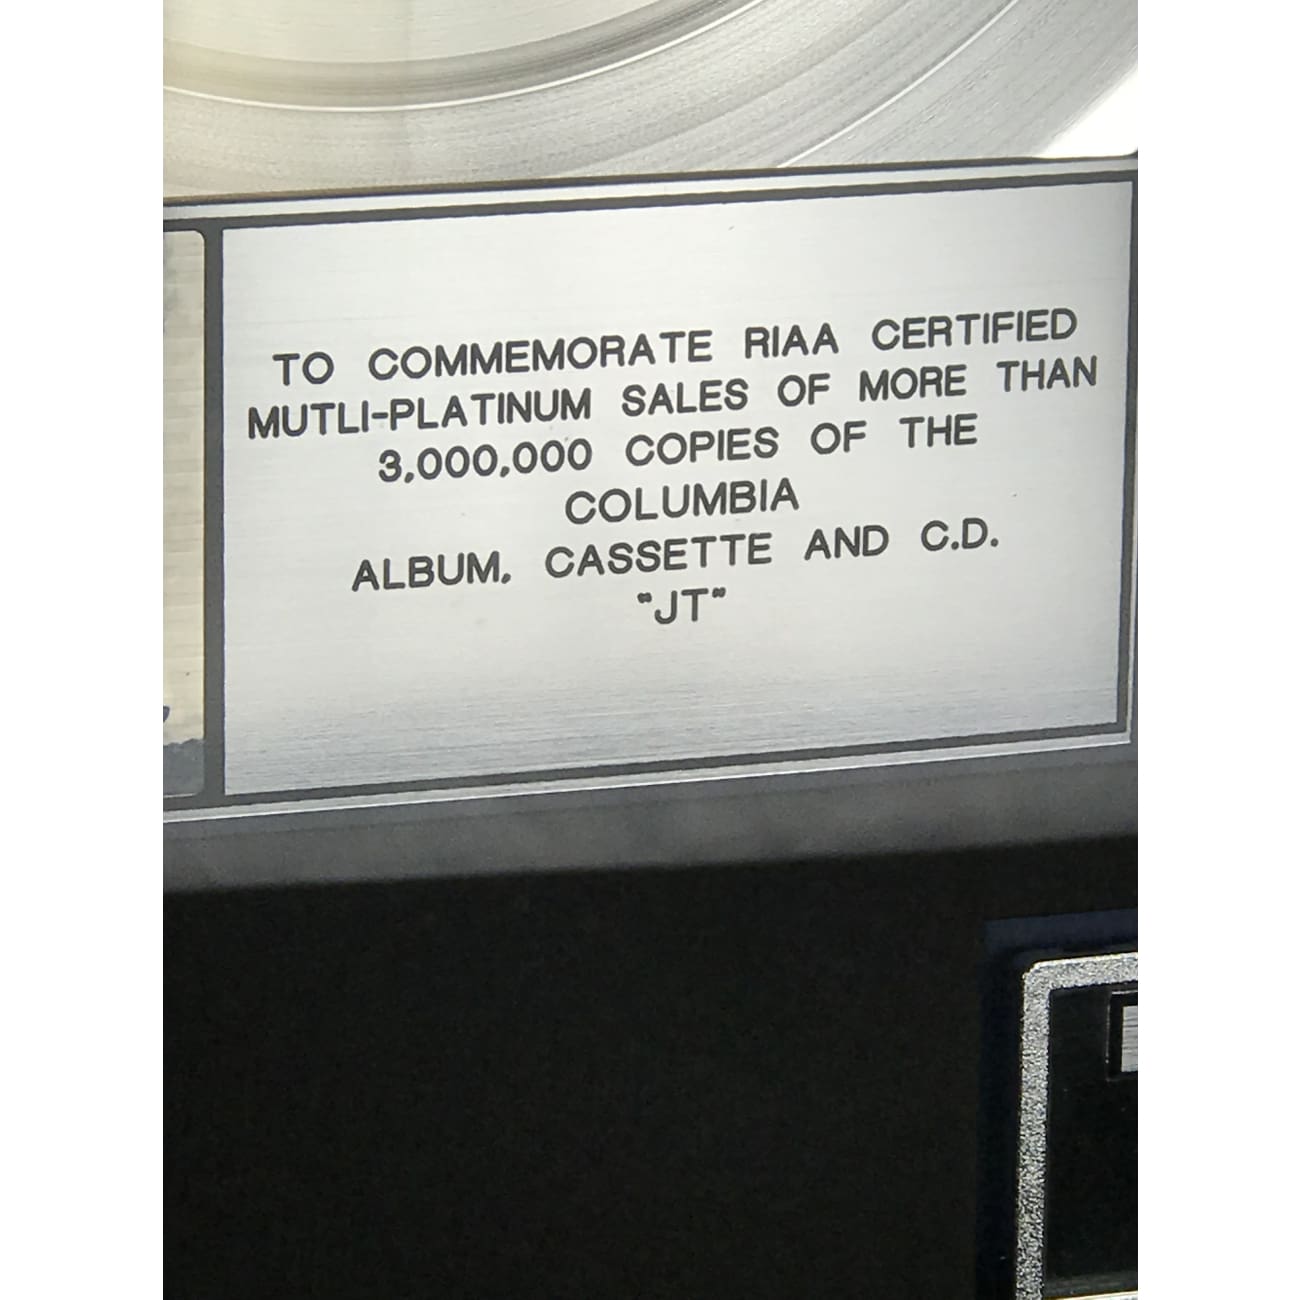 TO COMMEMORATE RIAA CERTIFIED
MUTLI-PLATINUM SALES OF MORE THAN
3,000,000 COPIES OF THE
COLUMBIA
ALBUM, CASSETTE AND C.D.
"JT"